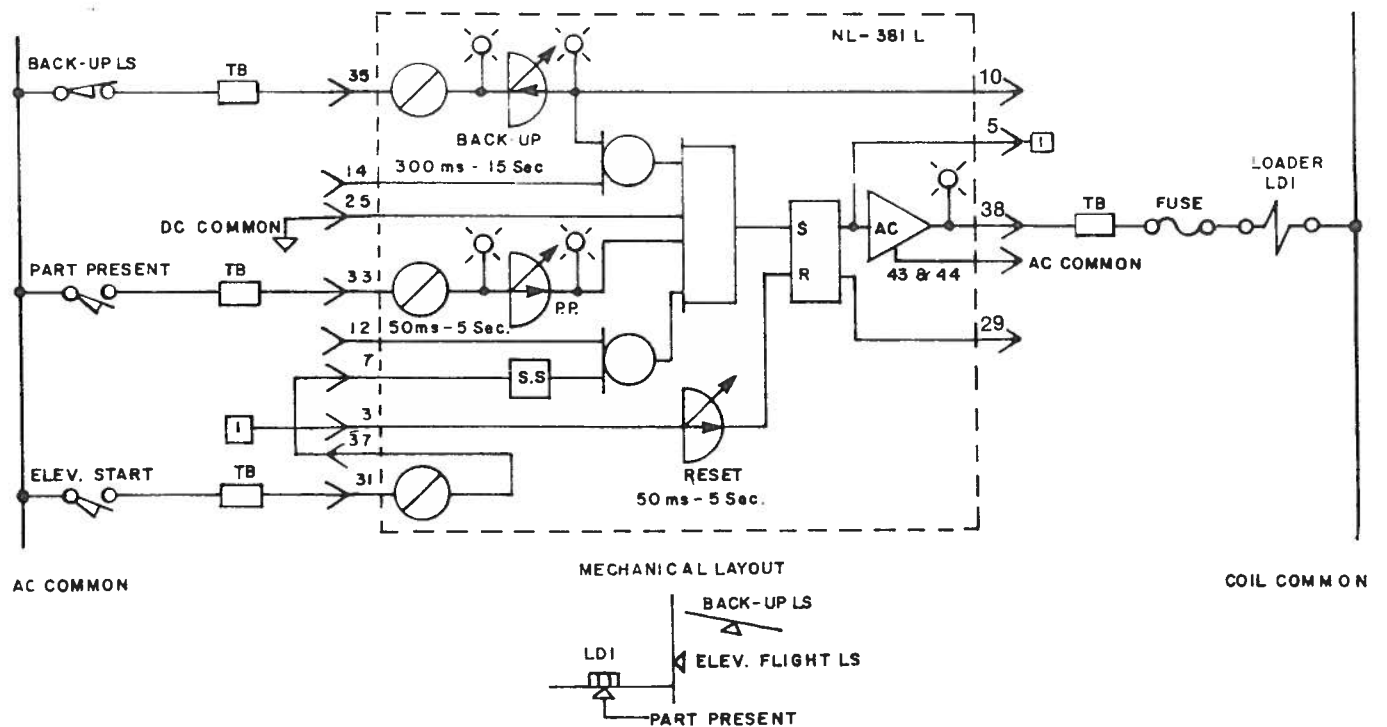 NL-381 L
BACK-UP LS
TB
35
10
BACK-UP
300 ms - 15 Sec
5
1
14
25
DC COMMON
LOADER
LD1
S
AC
38
TB
FUSE
PART PRESENT
TB
33
P.P.
R
43 & 44
AC COMMON
50ms - 5 Sec.
12
29
7
S.S
1
3
37
ELEV. START
TB
31
RESET
50 ms - 5 Sec.
AC COMMON
COIL COMMON
MECHANICAL LAYOUT
BACK-UP LS
LD1
ELEV. FLIGHT LS
PART PRESENT